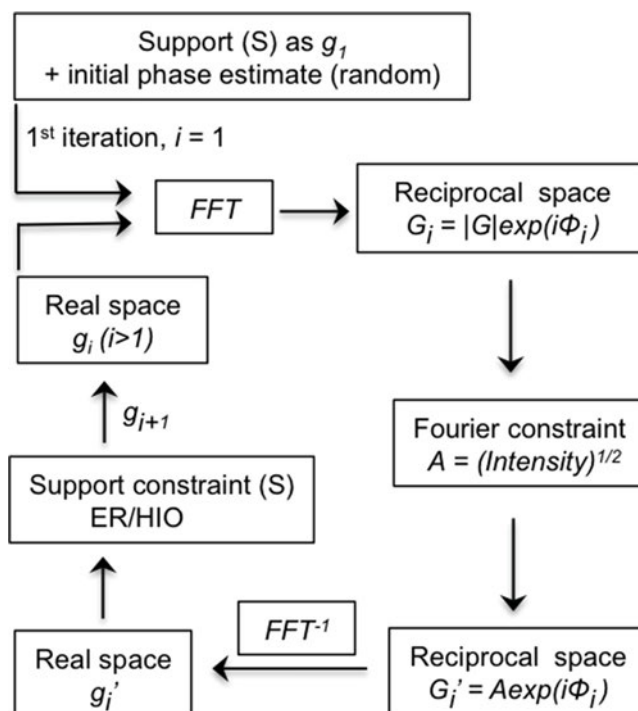 Support (S) as g₁
+ initial phase estimate (random)
1ˢᵗ iteration, i = 1
FFT
Reciprocal space
Gᵢ = |G|exp(iΦᵢ)
Real space
gᵢ (i>1)
gᵢ₊₁
Fourier constraint
A = (Intensity)¹/²
Support constraint (S)
ER/HIO
FFT⁻¹
Real space
gᵢ’
Reciprocal space
Gᵢ’ = Aexp(iΦᵢ)